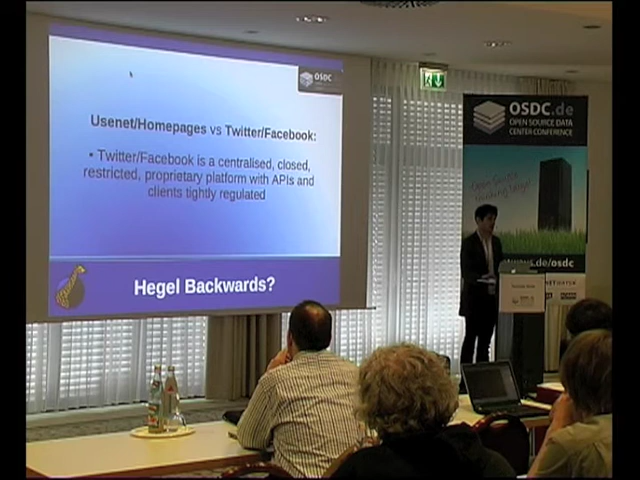 OSDC
Usenet/Homepages vs Twitter/Facebook:
• Twitter/Facebook is a centralised, closed,
restricted, proprietary platform with APIs and
clients tightly regulated
Hegel Backwards?
OSDC.de
OPEN SOURCE DATA
CENTER CONFERENCE
.de/osdc